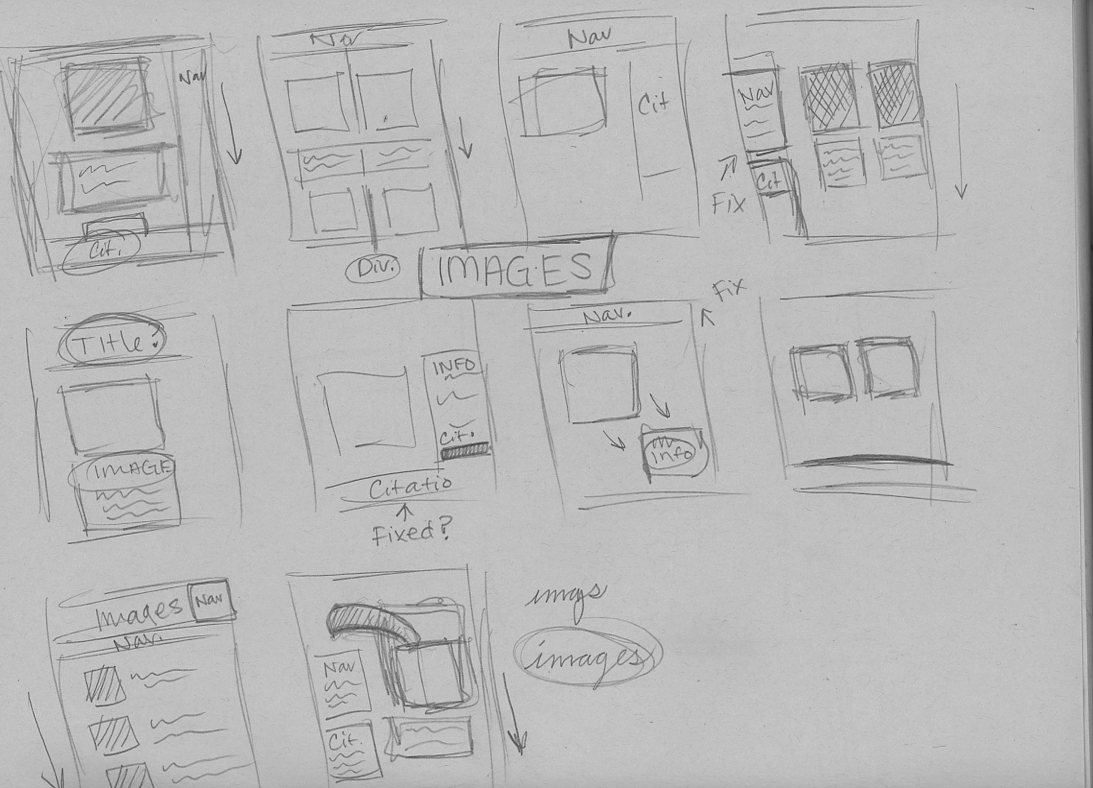 Nav
Cit.
Nav
Div.
Nav
Cit
Nav
Cit
Fix
IMAGES
Title?
IMAGE
INFO
Cit.
Citatio
Fixed?
Nav.
Fix
info
Images
Nav
Nav.
Nav
Cit.
imgs
images